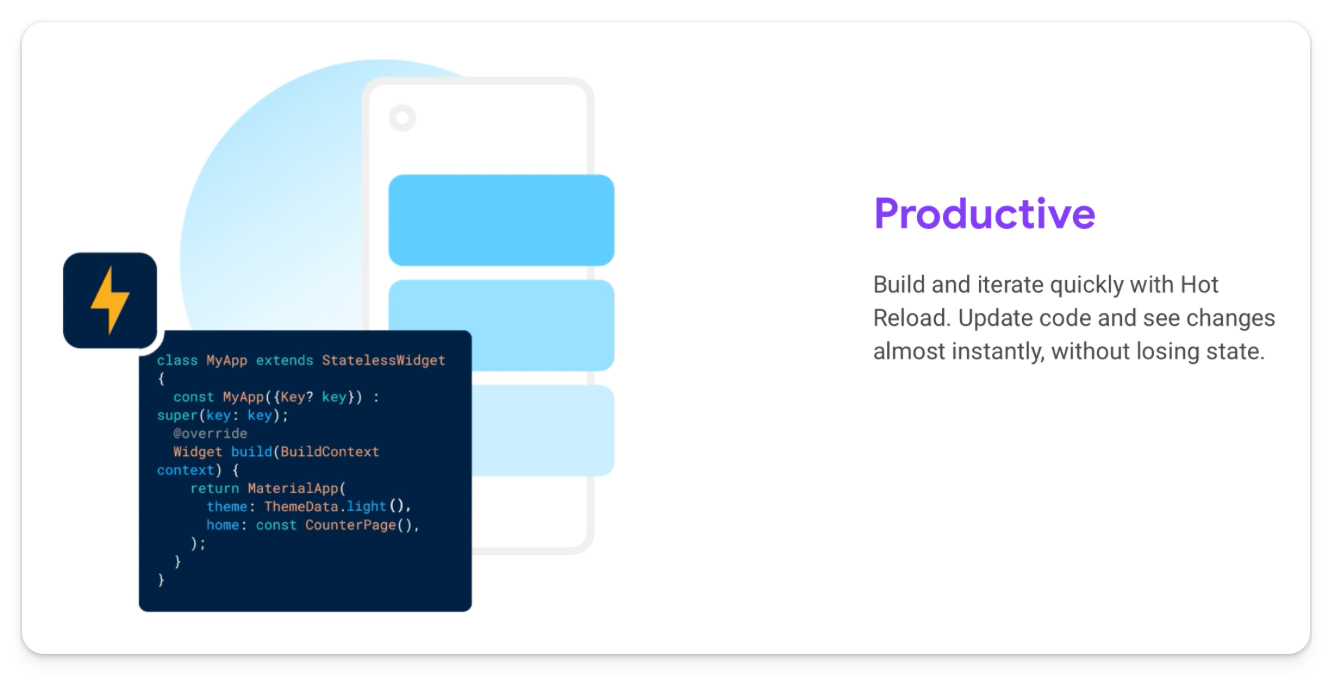 Productive
Build and iterate quickly with Hot
Reload. Update code and see changes
almost instantly, without losing state.
class MyApp extends StatelessWidget
{
  const MyApp({Key? key}) :
super(key: key);
  @override
  Widget build(BuildContext
context) {
    return MaterialApp(
      theme: ThemeData.light(),
      home: const CounterPage(),
    );
  }
}